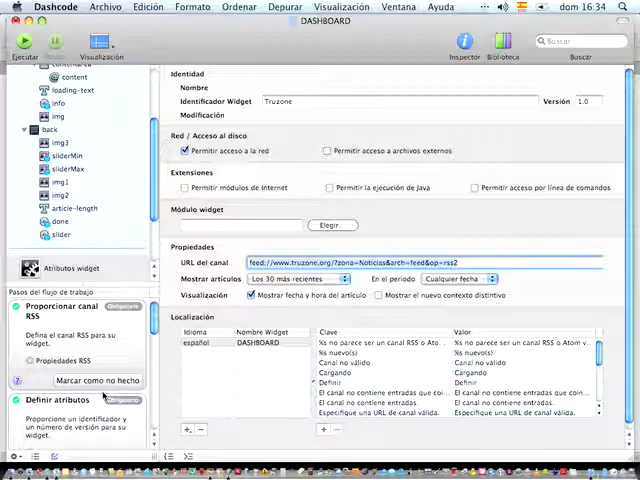 Dashcode Archivo Edición Formato Ordenar Depurar Visualización Ventana Ayuda dom 16:34
DASHBOARD
Ejecutar Pausa Visualización Inspector Biblioteca Buscar
Buscar
content
loading-text
info
img
back
img3
sliderMin
sliderMax
img1
img2
article-length
done
slider
Atributos widget
Pasos del flujo de trabajo
Proporcionar canal RSS
Obligatorio
Defina el canal RSS para su
widget.
Propiedades RSS
Marcar como no hecho
Definir atributos
Obligatorio
Proporcione un identificador y
un número de versión para su
widget.
Identidad
Nombre
Identificador Widget Truzone Versión 1.0
Modificación
Red / Acceso al disco
Permitir acceso a la red Permitir acceso a archivos externos
Extensiones
Permitir módulos de Internet Permitir la ejecución de Java Permitir acceso por línea de comandos
Módulo widget
Elegir
Propiedades
URL del canal feed://www.truzone.org/?zona=Noticias&arch=feed&op=rss2
Mostrar artículos Los 30 más recientes En el periodo Cualquier fecha
Visualización Mostrar fecha y hora del artículo Mostrar el nuevo contexto distintivo
Localización
Idioma Nombre Widget Clave Valor
español DASHBOARD %s no parece ser un canal RSS o Atom... %s no parece ser un canal RSS o Atom v...
%s nuevo(s) %s nuevo(s)
Canal no válido Canal no válido
Cargando Cargando
Definir Definir
El canal no contiene entradas que coin... El canal no contiene entradas que coi...
El canal no contiene entradas. El canal no contiene entradas.
Especifique una URL de canal válida. Especifique una URL de canal válida.